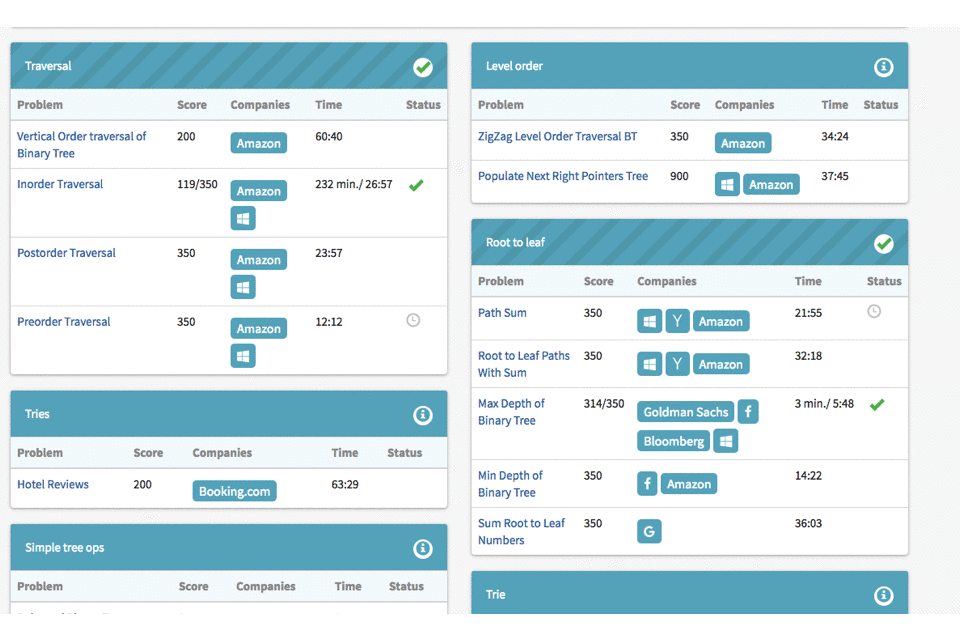 Traversal
Problem Score Companies Time Status
Vertical Order traversal of
Binary Tree 200 Amazon 60:40
Inorder Traversal 119/350 Amazon 232 min./ 26:57
Postorder Traversal 350 Amazon 23:57
Preorder Traversal 350 Amazon 12:12
Tries
Problem Score Companies Time Status
Hotel Reviews 200 Booking.com 63:29
Simple tree ops
Problem Score Companies Time Status
Level order
Problem Score Companies Time Status
ZigZag Level Order Traversal BT 350 Amazon 34:24
Populate Next Right Pointers Tree 900 Amazon 37:45
Root to leaf
Problem Score Companies Time Status
Path Sum 350 Y Amazon 21:55
Root to Leaf Paths
With Sum 350 Y Amazon 32:18
Max Depth of
Binary Tree 314/350 Goldman Sachs f 3 min./ 5:48
Bloomberg
Min Depth of
Binary Tree 350 f Amazon 14:22
Sum Root to Leaf
Numbers 350 G 36:03
Trie